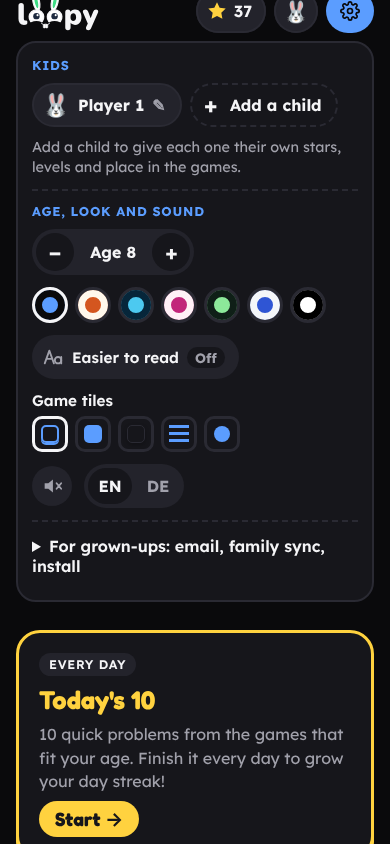 loopy
37
KIDS
Player 1
+ Add a child
Add a child to give each one their own stars,
levels and place in the games.
AGE, LOOK AND SOUND
− Age 8 +
Aa Easier to read Off
Game tiles
EN DE
For grown-ups: email, family sync,
install
EVERY DAY
Today's 10
10 quick problems from the games that
fit your age. Finish it every day to grow
your day streak!
Start →